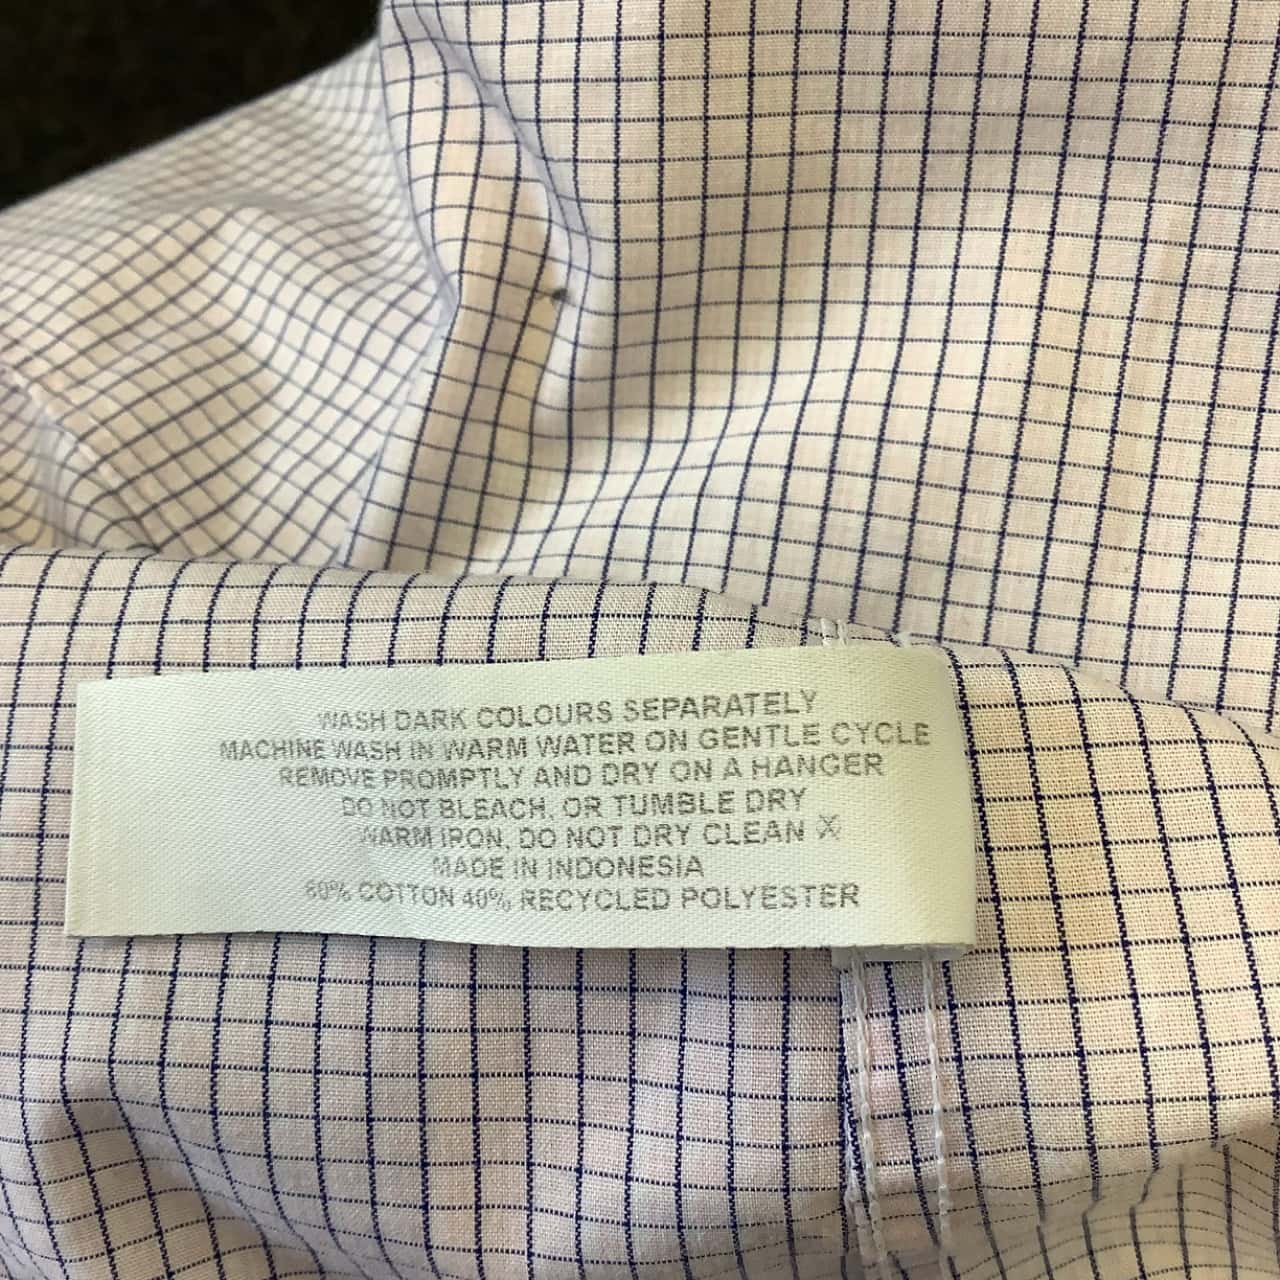 WASH DARK COLOURS SEPARATELY
MACHINE WASH IN WARM WATER ON GENTLE CYCLE
REMOVE PROMPTLY AND DRY ON A HANGER
DO NOT BLEACH, OR TUMBLE DRY
WARM IRON, DO NOT DRY CLEAN
MADE IN INDONESIA
60% COTTON 40% RECYCLED POLYESTER